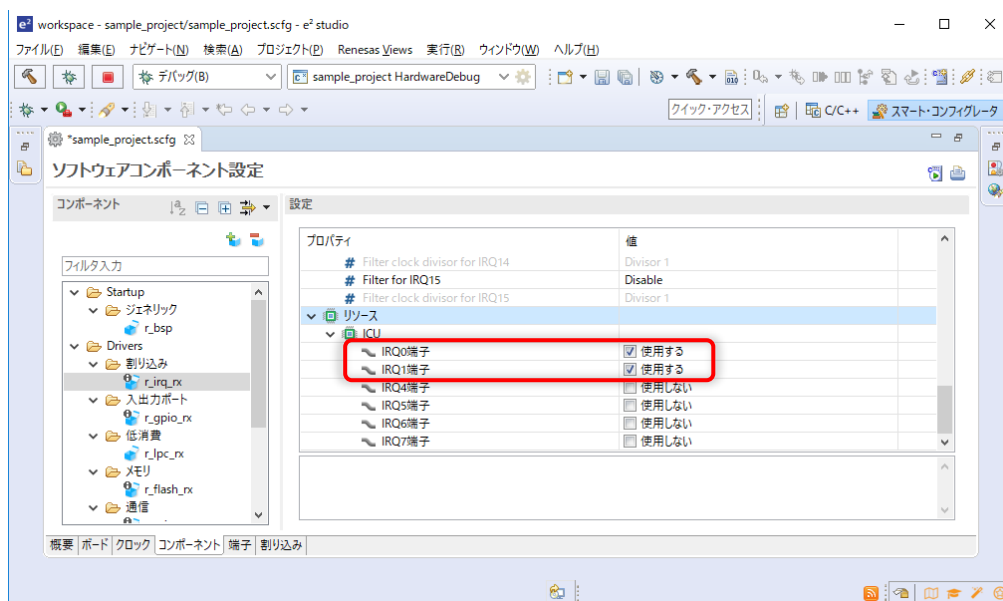 workspace - sample_project/sample_project.scfg - e² studio
ファイル(F) 編集(E) ナビゲート(N) 検索(A) プロジェクト(P) Renesas Views 実行(R) ウィンドウ(W) ヘルプ(H)
デバッグ(B) sample_project HardwareDebug
クイック・アクセス C/C++ スマート・コンフィグレータ
*sample_project.scfg
ソフトウェアコンポーネント設定
コンポーネント
設定
フィルタ入力
Startup
ジェネリック
r_bsp
Drivers
割り込み
r_irq_rx
入出力ポート
r_gpio_rx
低消費
r_lpc_rx
メモリ
r_flash_rx
通信
プロパティ 値
Filter clock divisor for IRQ14 Divisor 1
Filter for IRQ15 Disable
Filter clock divisor for IRQ15 Divisor 1
リソース
ICU
IRQ0端子 使用する
IRQ1端子 使用する
IRQ4端子 使用しない
IRQ5端子 使用しない
IRQ6端子 使用しない
IRQ7端子 使用しない
概要 ボード クロック コンポーネント 端子 割り込み